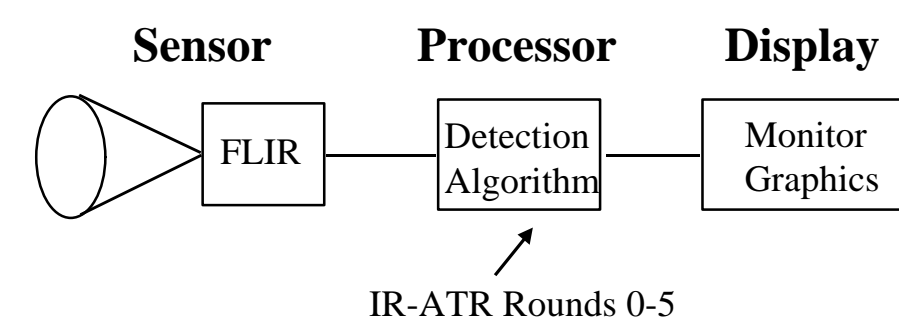 Sensor Processor Display
FLIR
Detection
Algorithm
Monitor
Graphics
IR-ATR Rounds 0-5